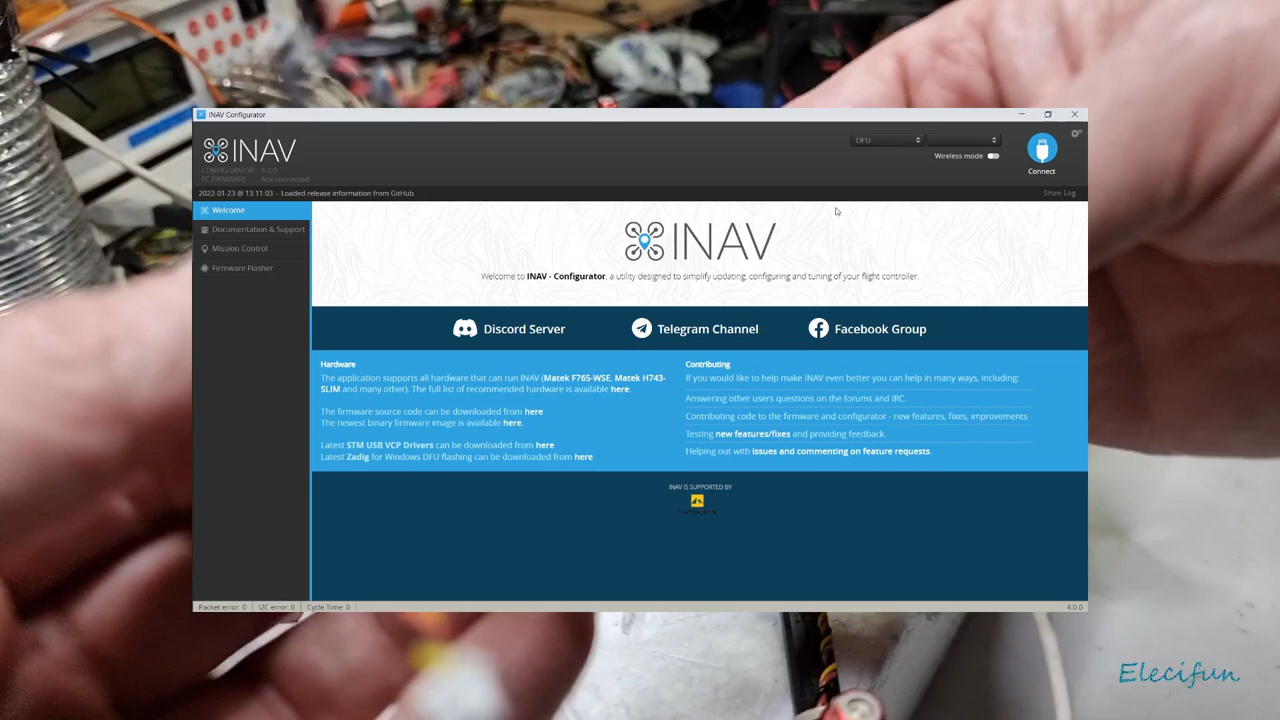 INAV Configurator
INAV
CONFIGURATOR 4.0.0
FC FIRMWARE Not connected
DFU
Wireless mode
Connect
2022-01-23 @ 13:11:03 -- Loaded release information from GitHub.
Show Log
Welcome
Documentation & Support
Mission Control
Firmware Flasher
INAV
Welcome to INAV - Configurator, a utility designed to simplify updating, configuring and tuning of your flight controller.
Discord Server
Telegram Channel
Facebook Group
Hardware
The application supports all hardware that can run INAV (Matek F765-WSE, Matek H743-
SLIM and many other). The full list of recommended hardware is available here.
The firmware source code can be downloaded from here
The newest binary firmware image is available here.
Latest STM USB VCP Drivers can be downloaded from here
Latest Zadig for Windows DFU flashing can be downloaded from here
Contributing
If you would like to help make INAV even better you can help in many ways, including:
Answering other users questions on the forums and IRC.
Contributing code to the firmware and configurator - new features, fixes, improvements
Testing new features/fixes and providing feedback.
Helping out with issues and commenting on feature requests.
INAV IS SUPPORTED BY
Packet error: 0
I2C error: 0
Cycle Time: 0
4.0.0
Elecifun